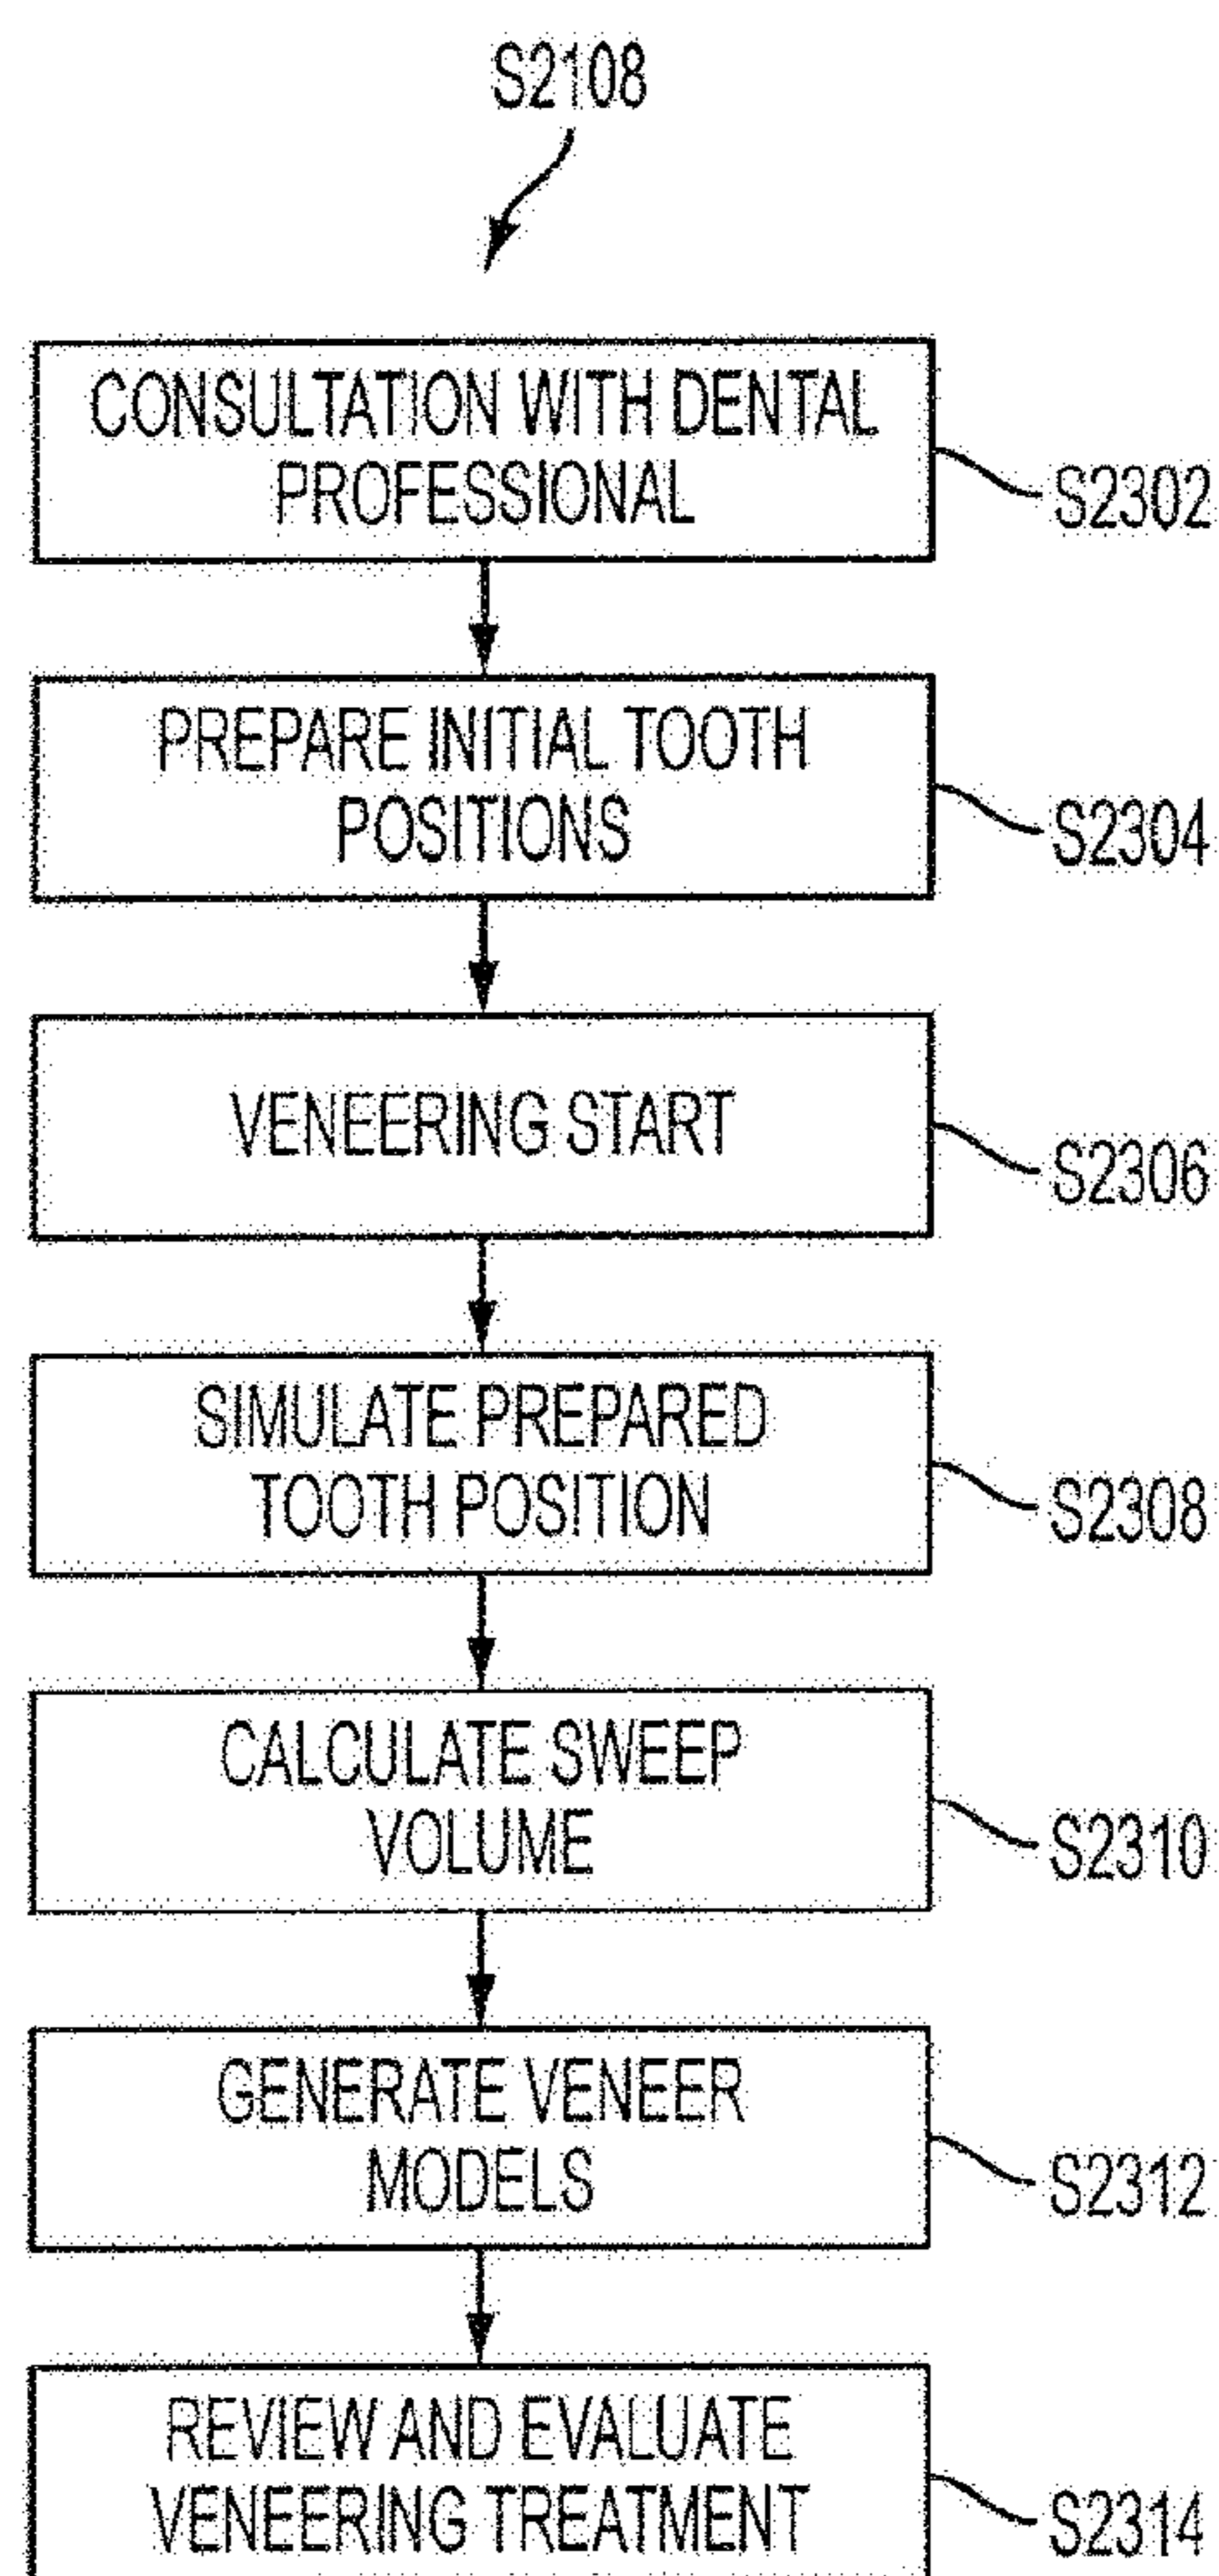 S2108
CONSULTATION WITH DENTAL
PROFESSIONAL
S2302
PREPARE INITIAL TOOTH
POSITIONS
S2304
VENEERING START
S2306
SIMULATE PREPARED
TOOTH POSITION
S2308
CALCULATE SWEEP
VOLUME
S2310
GENERATE VENEER
MODELS
S2312
REVIEW AND EVALUATE
VENEERING TREATMENT
S2314